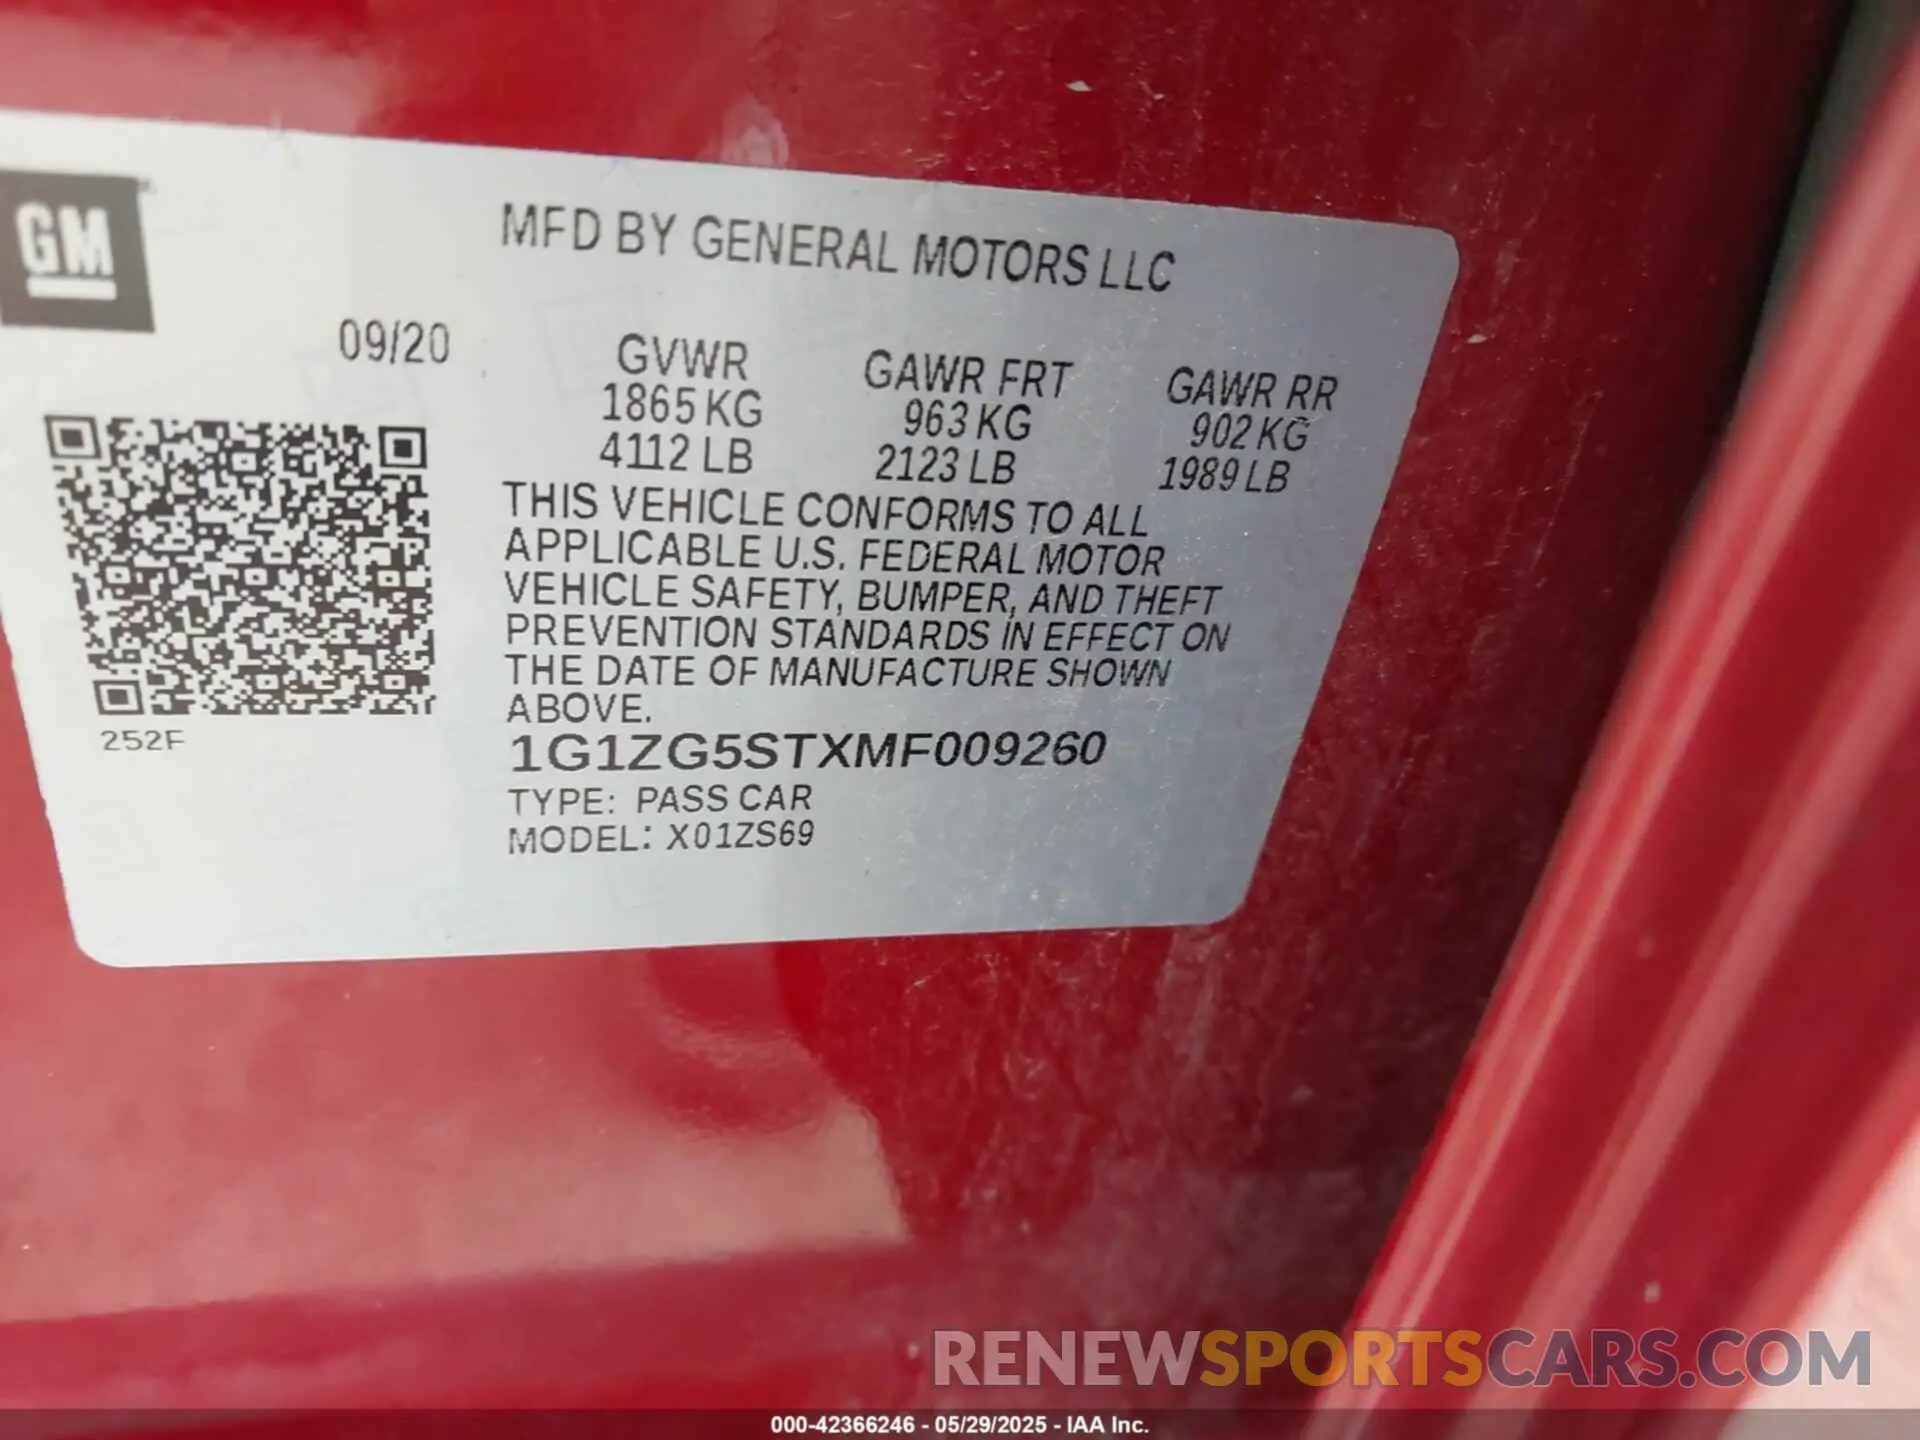 GM
MFD BY GENERAL MOTORS LLC
09/20
GVWR GAWR FRT GAWR RR
1865 KG 963 KG 902 KG
4112 LB 2123 LB 1989 LB
THIS VEHICLE CONFORMS TO ALL
APPLICABLE U.S. FEDERAL MOTOR
VEHICLE SAFETY, BUMPER, AND THEFT
PREVENTION STANDARDS IN EFFECT ON
THE DATE OF MANUFACTURE SHOWN
ABOVE.
252F
1G1ZG5STXMF009260
TYPE: PASS CAR
MODEL: X01ZS69
RENEWSPORTSCARS.COM
000-42366246 - 05/29/2025 - IAA Inc.